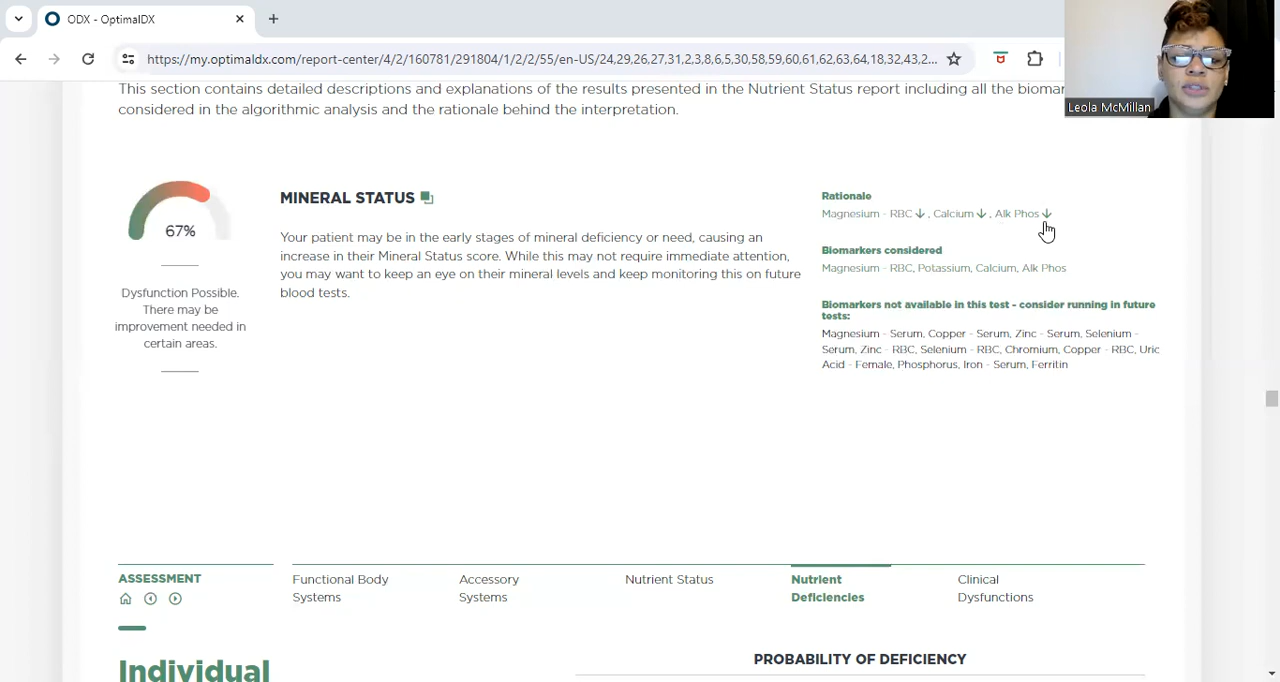 ODX - OptimalDX
https://my.optimaldx.com/report-center/4/2/160781/291804/1/2/2/55/en-US/24,29,26,27,31,2,3,8,6,5,30,58,59,60,61,62,63,64,18,32,43,2...
Leola McMillan
This section contains detailed descriptions and explanations of the results presented in the Nutrient Status report including all the
considered in the algorithmic analysis and the rationale behind the interpretation.
67%
Dysfunction Possible.
There may be
improvement needed in
certain areas.
MINERAL STATUS
Your patient may be in the early stages of mineral deficiency or need, causing an
increase in their Mineral Status score. While this may not require immediate attention,
you may want to keep an eye on their mineral levels and keep monitoring this on future
blood tests.
Rationale
Magnesium - RBC ↓ , Calcium ↓ , Alk Phos ↓
Biomarkers considered
Magnesium - RBC, Potassium, Calcium, Alk Phos
Biomarkers not available in this test - consider running in future
tests:
Magnesium - Serum, Copper - Serum, Zinc - Serum, Selenium -
Serum, Zinc - RBC, Selenium - RBC, Chromium, Copper - RBC, Uric
Acid - Female, Phosphorus, Iron - Serum, Ferritin
ASSESSMENT
Functional Body
Systems
Accessory
Systems
Nutrient Status
Nutrient
Deficiencies
Clinical
Dysfunctions
Individual
PROBABILITY OF DEFICIENCY